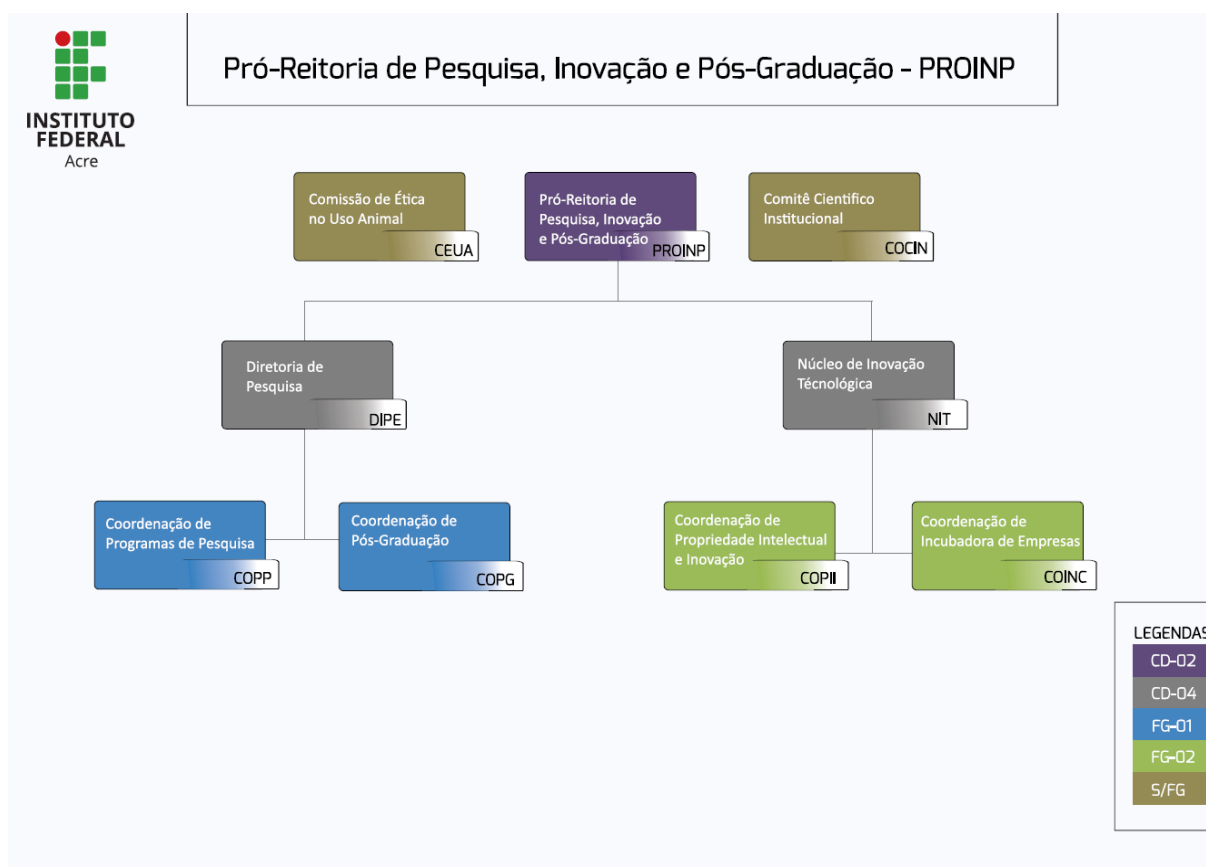 Pró-Reitoria de Pesquisa, Inovação e Pós-Graduação - PROINP
INSTITUTO
FEDERAL
Acre
Comissão de Ética
no Uso Animal
CEUA
Pró-Reitoria de
Pesquisa, Inovação
e Pós-Graduação
PROINP
Comitê Cientifico
Institucional
COCIN
Diretoria de
Pesquisa
DIPE
Núcleo de Inovação
Técnológica
NIT
Coordenação de
Programas de Pesquisa
COPP
Coordenação de
Pós-Graduação
COPG
Coordenação de
Propriedade Intelectual
e Inovação
COPII
Coordenação de
Incubadora de Empresas
COINC
LEGENDAS
CD-02
CD-04
FG-01
FG-02
S/FG